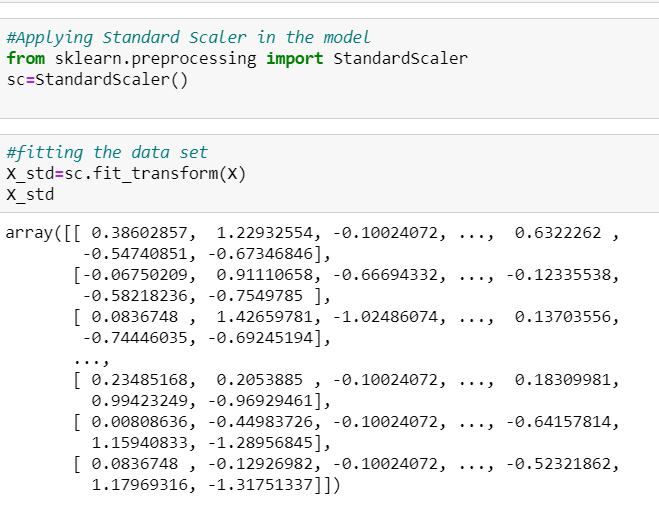 #Applying Standard Scaler in the model
from sklearn.preprocessing import StandardScaler
sc=StandardScaler()
#fitting the data set
X_std=sc.fit_transform(X)
X_std
array([[ 0.38602857,  1.22932554, -0.10024072, ...,  0.6322262 ,
        -0.54740851, -0.67346846],
       [-0.06750209,  0.91110658, -0.66694332, ..., -0.12335538,
        -0.58218236, -0.7549785 ],
       [ 0.0836748 ,  1.42659781, -1.02486074, ...,  0.13703556,
        -0.74446035, -0.69245194],
       ...,
       [ 0.23485168,  0.2053885 , -0.10024072, ...,  0.18309981,
         0.99423249, -0.96929461],
       [ 0.00808636, -0.44983726, -0.10024072, ..., -0.64157814,
         1.15940833, -1.28956845],
       [ 0.0836748 , -0.12926982, -0.10024072, ..., -0.52321862,
         1.17969316, -1.31751337]])